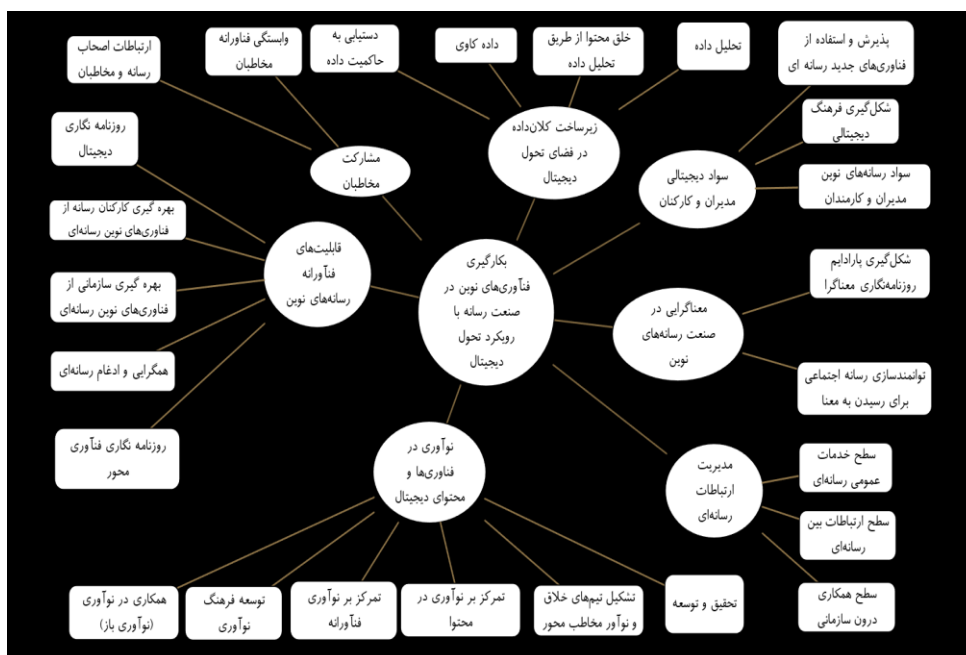 پذیرش و استفاده از
فناوری‌های جدید رسانه ای
تحلیل داده
خلق محتوا از طریق
تحلیل داده
داده کاوی
دستیابی به
حاکمیت داده
وابستگی فناورانه
مخاطبان
ارتباطات اصحاب
رسانه و مخاطبان
شکل‌گیری فرهنگ
دیجیتالی
سواد رسانه‌های نوین
مدیران و کارمندان
سواد دیجیتالی
مدیران و کارکنان
زیرساخت کلان‌داده
در فضای تحول
دیجیتال
مشارکت
مخاطبان
روزنامه نگاری
دیجیتال
بهره گیری کارکنان رسانه از
فناوری‌های نوین رسانه‌ای
بهره گیری سازمانی از
فناوری‌های نوین رسانه‌ای
همگرایی و ادغام رسانه‌ای
روزنامه نگاری فنآوری
محور
قابلیت‌های
فنآورانه
رسانه‌های نوین
بکارگیری
فنآوری‌های نوین در
صنعت رسانه با
رویکرد تحول
دیجیتال
معناگرایی در
صنعت رسانه‌های
نوین
شکل‌گیری پارادایم
روزنامه‌نگاری معناگرا
توانمندسازی رسانه اجتماعی
برای رسیدن به معنا
مدیریت
ارتباطات
رسانه‌ای
سطح خدمات
عمومی رسانه‌ای
سطح ارتباطات بین
رسانه‌ای
سطح همکاری
درون سازمانی
نوآوری در
فناوری‌ها و
محتوای دیجیتال
تحقیق و توسعه
تشکیل تیم‌های خلاق
و نوآور مخاطب محور
تمرکز بر نوآوری در
محتوا
تمرکز بر نوآوری
فنآورانه
توسعه فرهنگ
نوآوری
همکاری در نوآوری
(نوآوری باز)